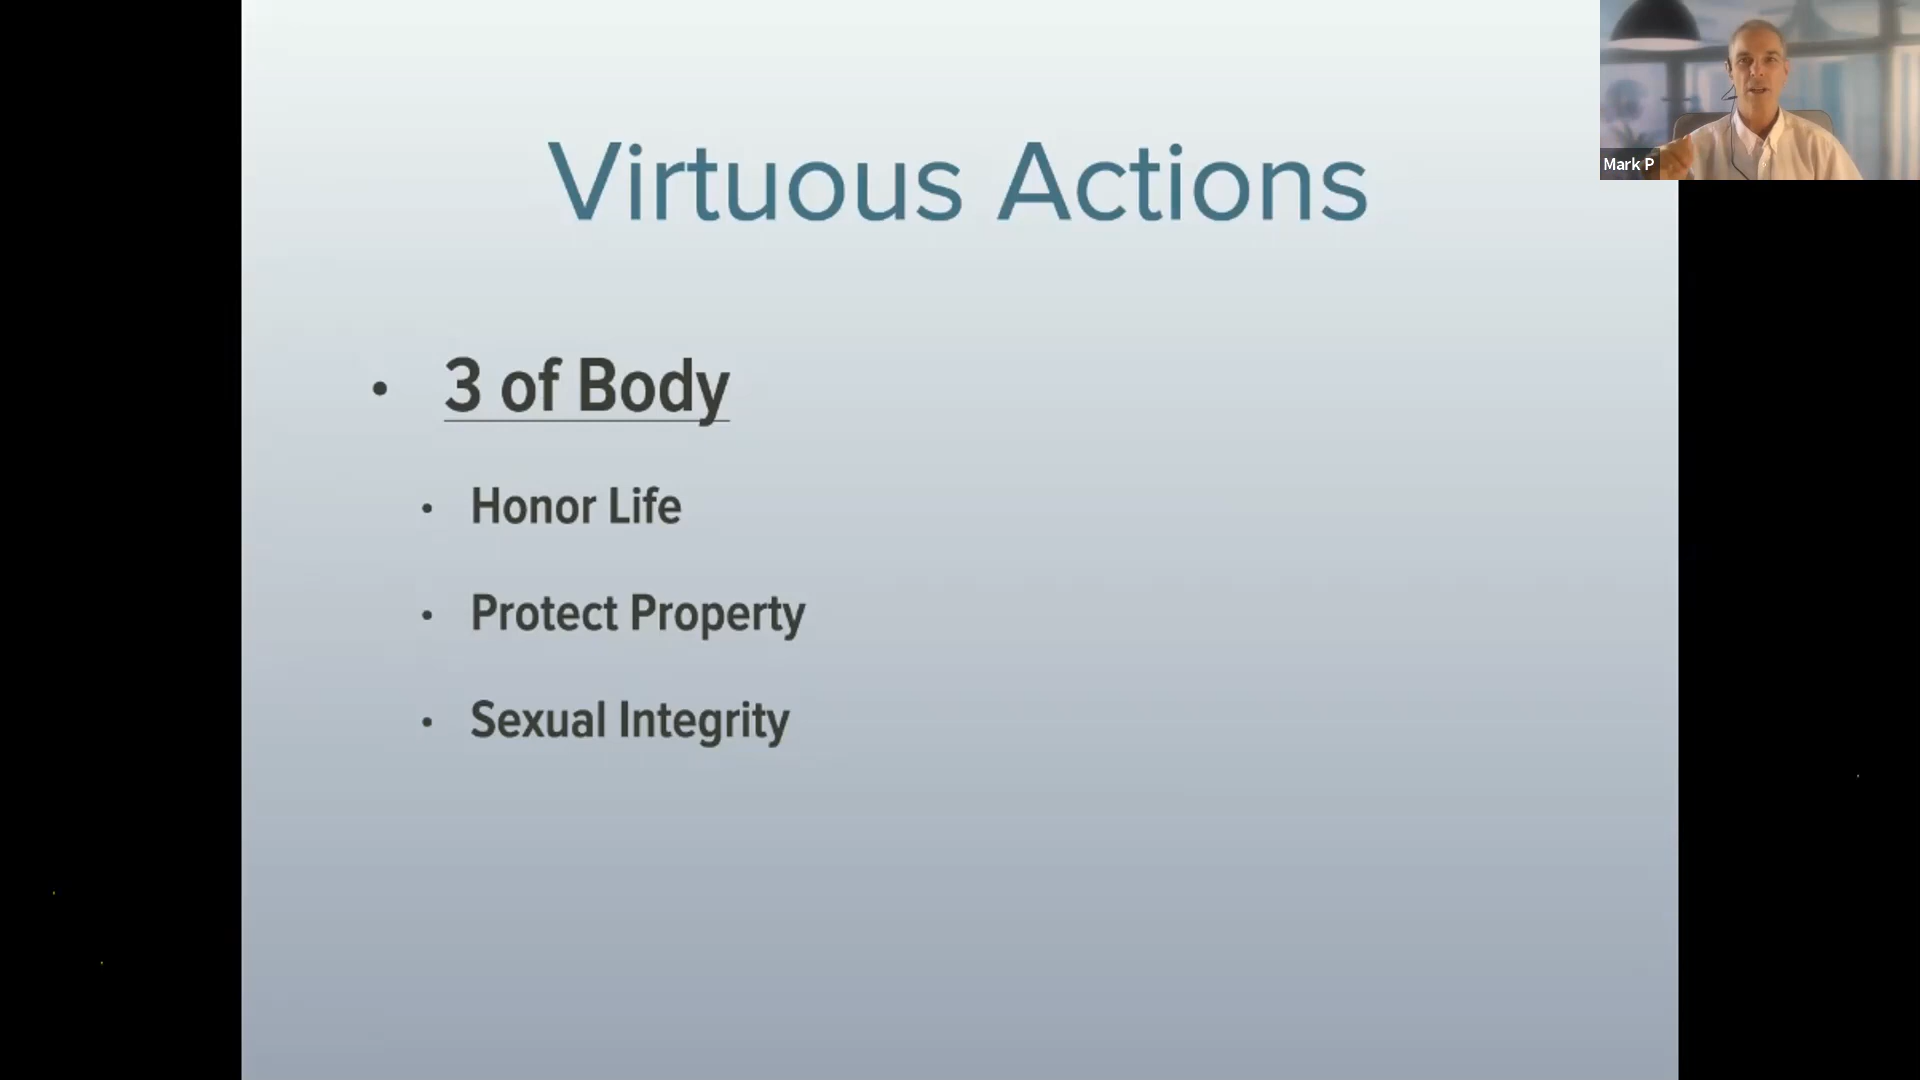 Virtuous Actions
Mark P
• 3 of Body
• Honor Life
• Protect Property
• Sexual Integrity